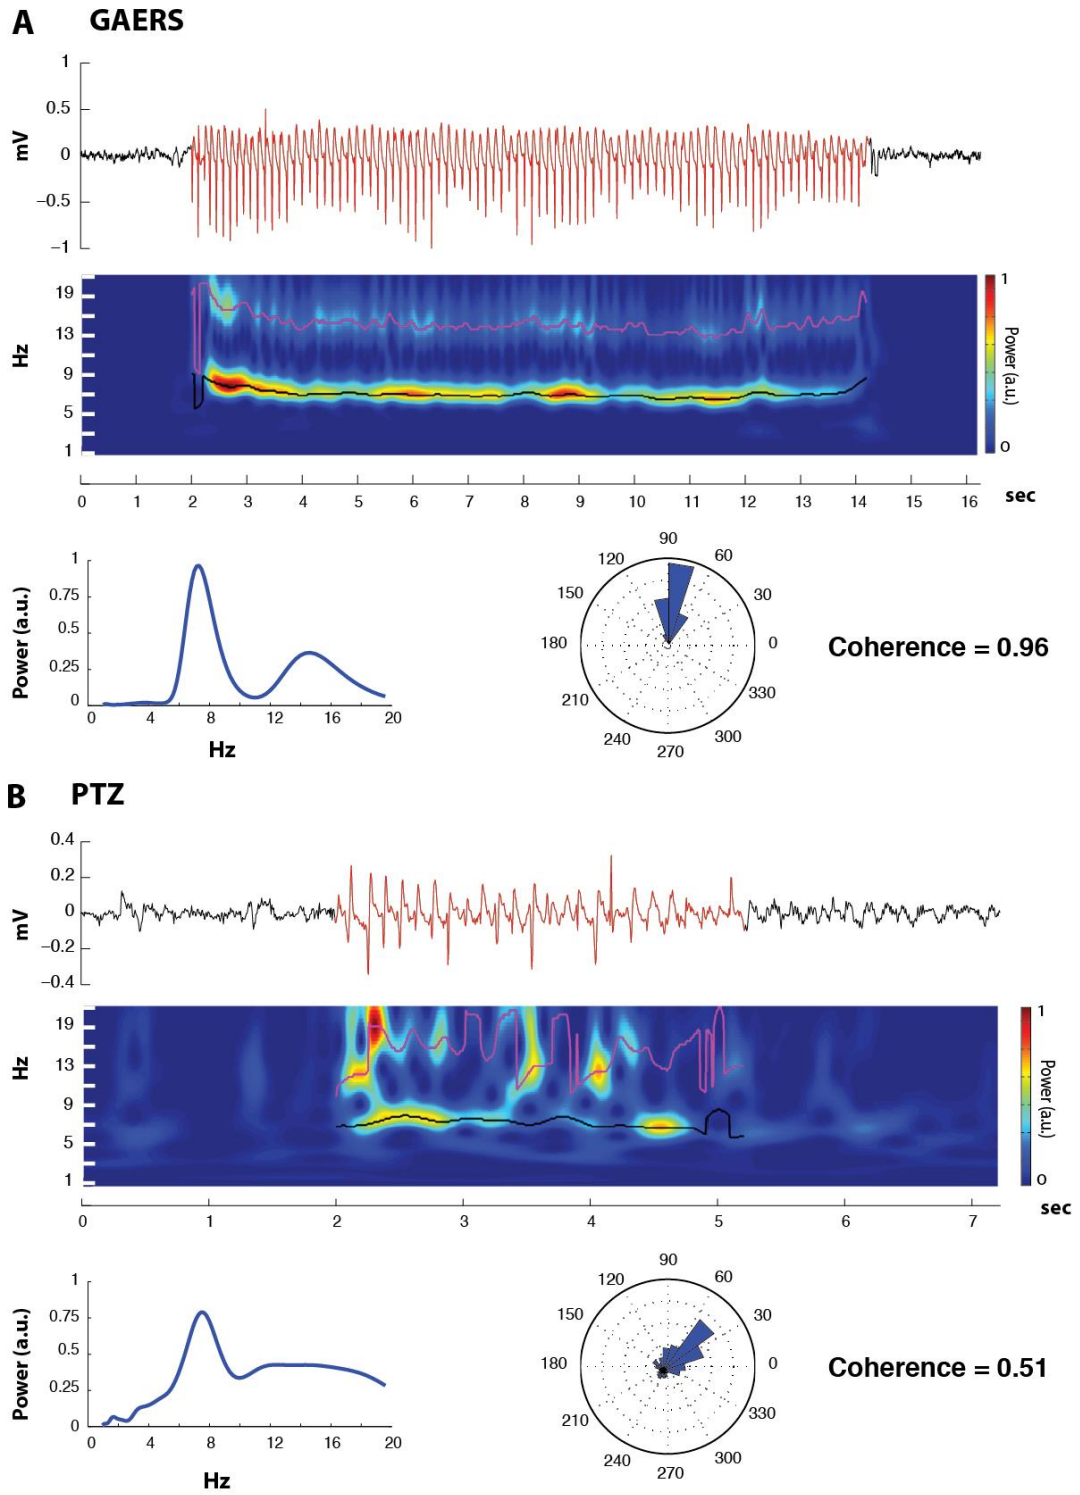 A GAERS
1
0.5
mV
0
−0.5
−1
19
13
Hz
9
5
1
1
Power (a.u.)
0
0 1 2 3 4 5 6 7 8 9 10 11 12 13 14 15 16 sec
1
0.75
0.5
0.25
0
Power (a.u.)
0 4 8 12 16 20
Hz
90
120 60
150 30
180 0
210 330
240 300
270
Coherence = 0.96
B PTZ
0.4
0.2
mV
0
−0.2
−0.4
19
Hz
13
9
5
1
1
Power (a.u.)
0
0 1 2 3 4 5 6 7 sec
1
0.75
0.5
0.25
0
Power (a.u.)
0 4 8 12 16 20
Hz
90
120 60
150 30
180 0
210 330
240 300
270
Coherence = 0.51